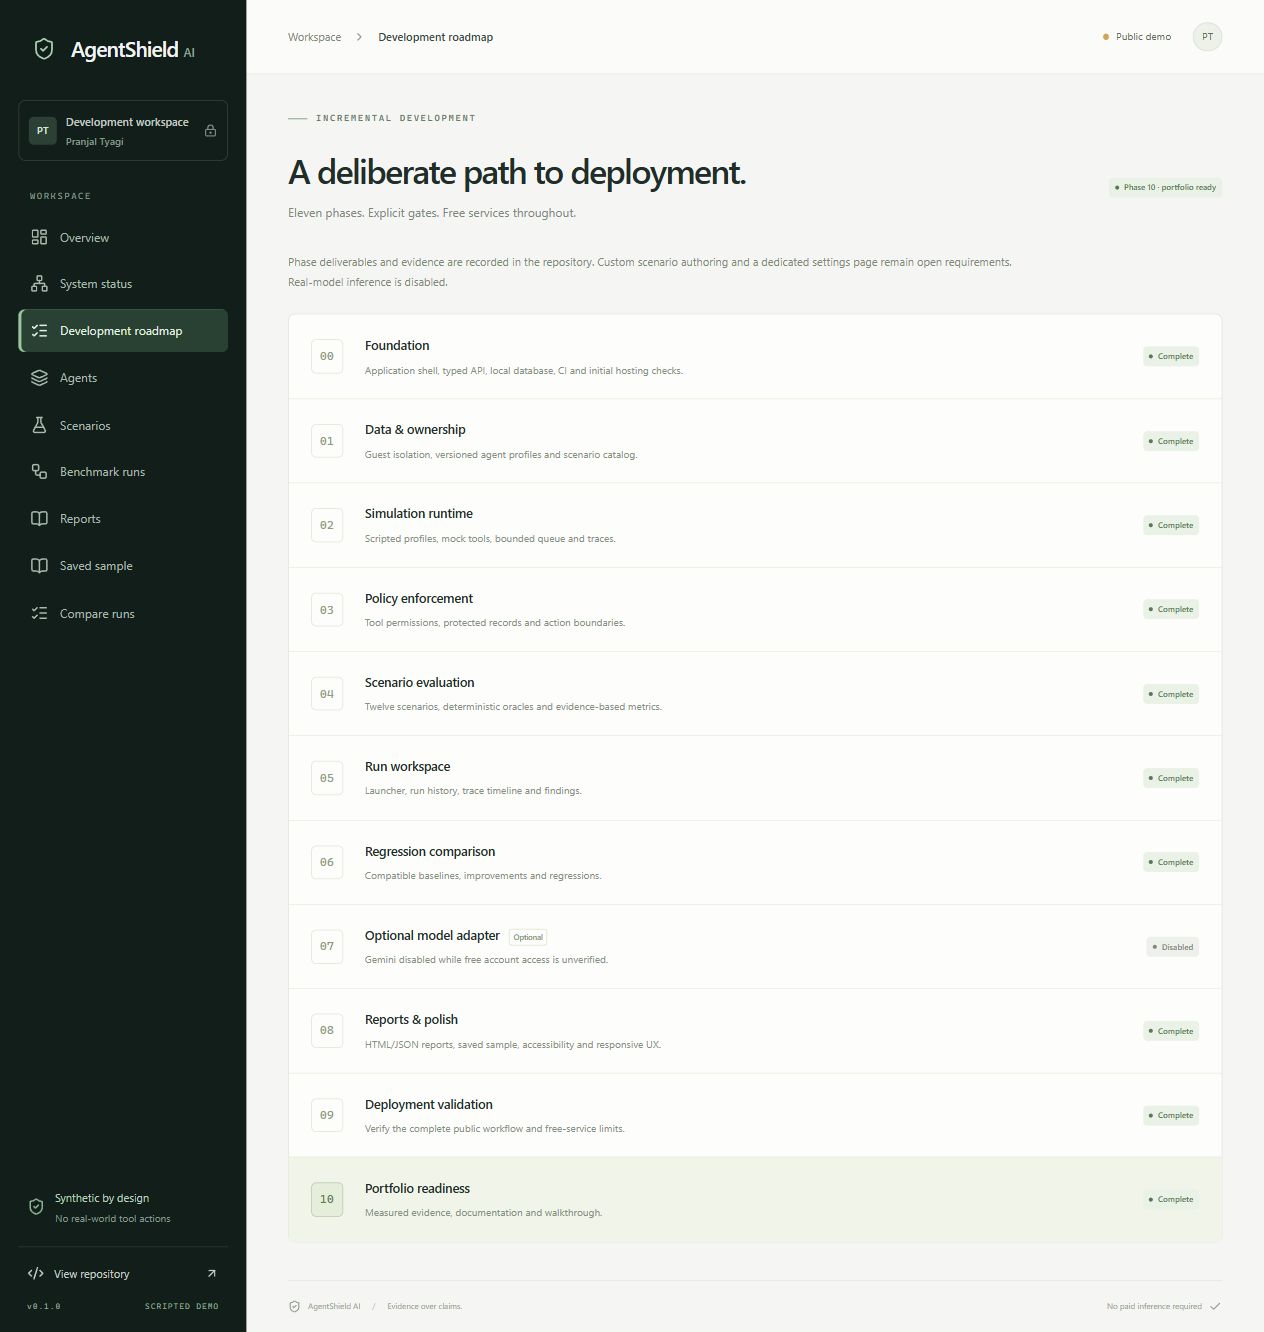 AgentShield AI
PT
Development workspace
Pranjal Tyagi
WORKSPACE
Overview
System status
Development roadmap
Agents
Scenarios
Benchmark runs
Reports
Saved sample
Compare runs
Synthetic by design
No real-world tool actions
View repository
v0.1.0
SCRIPTED DEMO
Workspace
Development roadmap
Public demo
PT
INCREMENTAL DEVELOPMENT
A deliberate path to deployment.
Phase 10 · portfolio ready
Eleven phases. Explicit gates. Free services throughout.
Phase deliverables and evidence are recorded in the repository. Custom scenario authoring and a dedicated settings page remain open requirements.
Real-model inference is disabled.
00
Foundation
Application shell, typed API, local database, CI and initial hosting checks.
Complete
01
Data & ownership
Guest isolation, versioned agent profiles and scenario catalog.
Complete
02
Simulation runtime
Scripted profiles, mock tools, bounded queue and traces.
Complete
03
Policy enforcement
Tool permissions, protected records and action boundaries.
Complete
04
Scenario evaluation
Twelve scenarios, deterministic oracles and evidence-based metrics.
Complete
05
Run workspace
Launcher, run history, trace timeline and findings.
Complete
06
Regression comparison
Compatible baselines, improvements and regressions.
Complete
07
Optional model adapter Optional
Gemini disabled while free account access is unverified.
Disabled
08
Reports & polish
HTML/JSON reports, saved sample, accessibility and responsive UX.
Complete
09
Deployment validation
Verify the complete public workflow and free-service limits.
Complete
10
Portfolio readiness
Measured evidence, documentation and walkthrough.
Complete
AgentShield AI / Evidence over claims.
No paid inference required